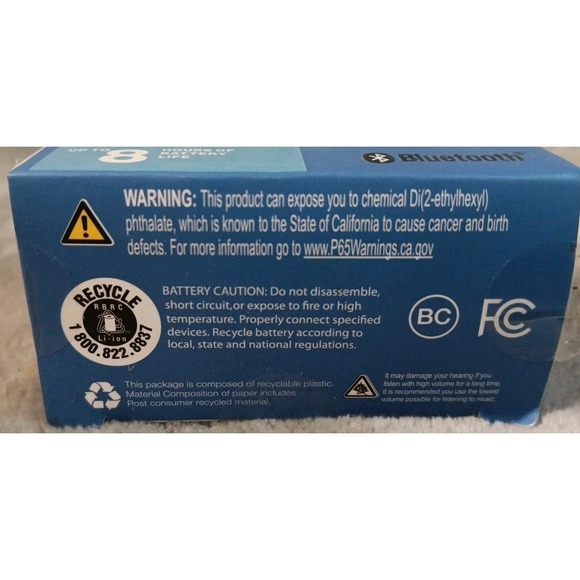 UP TO 8 HOURS OF
BATTERY
LIFE
Bluetooth
WARNING: This product can expose you to chemical Di(2-ethylhexyl)
phthalate, which is known to the State of California to cause cancer and birth
defects. For more information go to www.P65Warnings.ca.gov
RECYCLE
RBRC
Li-ion
1.800.822.8837
BATTERY CAUTION: Do not disassemble,
short circuit,or expose to fire or high
temperature. Properly connect specified
devices. Recycle battery according to
local, state and national regulations.
BC
FC
This package is composed of recyclable plastic.
Material Composition of paper includes
Post consumer recycled material.
It may damage your hearing if you
listen with high volume for a long time.
It is recommended you use the lowest
volume possible for listening to music.